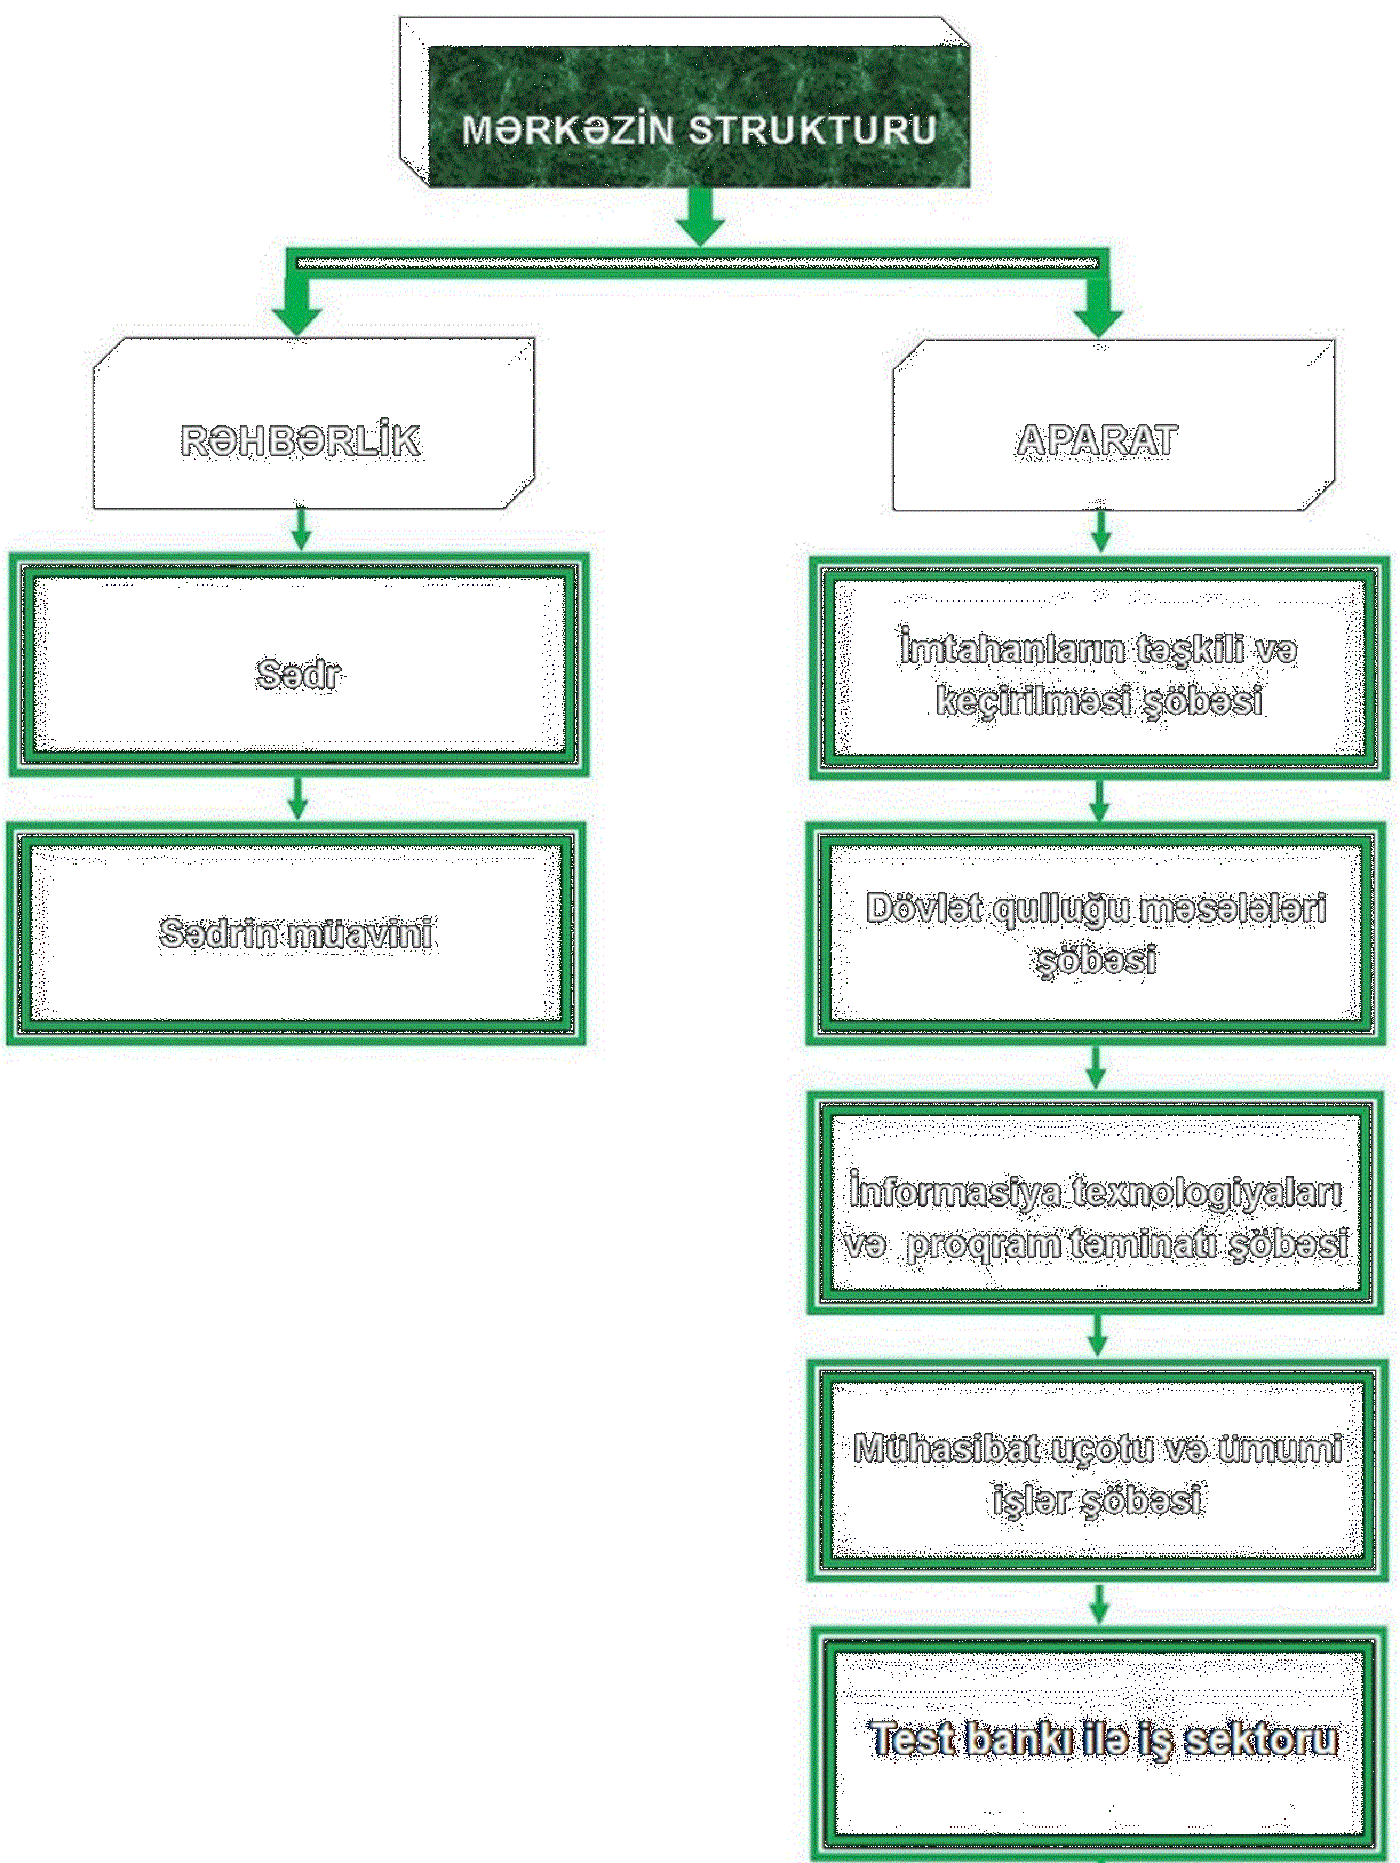 MƏRKƏZİN STRUKTURU
RƏHBƏRLİK
Sədr
Sədrin müavini
APARAT
İmtahanların təşkili və
keçirilməsi şöbəsi
Dövlət qulluğu məsələləri
şöbəsi
İnformasiya texnologiyaları
və proqram təminatı şöbəsi
Mühasibat uçotu və ümumi
işlər şöbəsi
Test bankı ilə iş sektoru